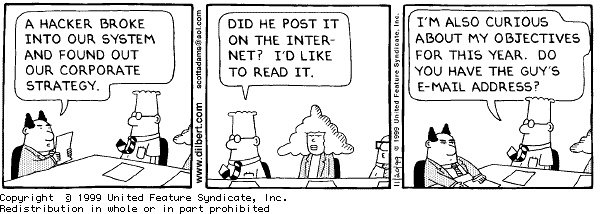 A HACKER BROKE
INTO OUR SYSTEM
AND FOUND OUT
OUR CORPORATE
STRATEGY.
www.dilbert.com
scottadams@aol.com
DID HE POST IT
ON THE INTER-
NET? I'D LIKE
TO READ IT.
11/20/99 © 1999 United Feature Syndicate, Inc.
I'M ALSO CURIOUS
ABOUT MY OBJECTIVES
FOR THIS YEAR. DO
YOU HAVE THE GUY'S
E-MAIL ADDRESS?
Copyright © 1999 United Feature Syndicate, Inc.
Redistribution in whole or in part prohibited